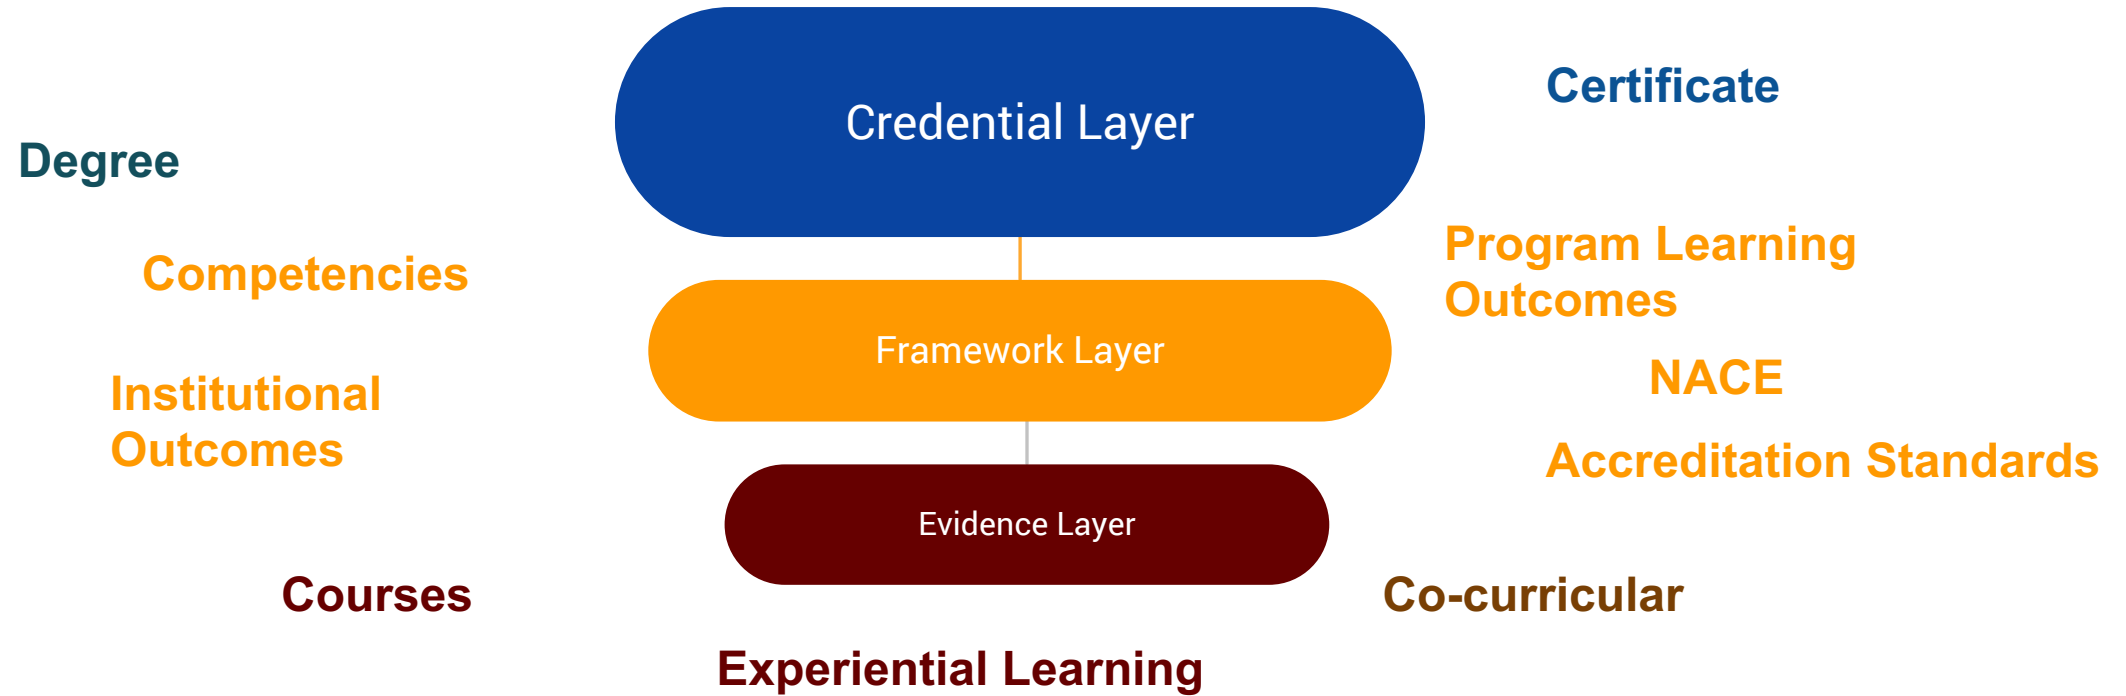 Certificate
Credential Layer
Degree
Program Learning
Outcomes
Competencies
Framework Layer
NACE
Institutional
Outcomes
Accreditation Standards
Evidence Layer
Courses
Co-curricular
Experiential Learning